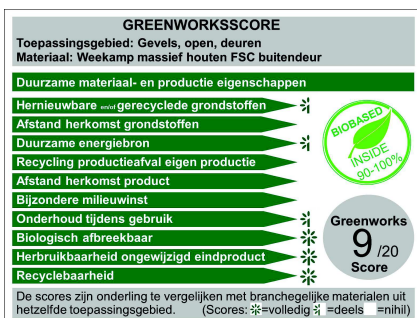 GREENWORKSSCORE
Toepassingsgebied: Gevels, open, deuren
Materiaal: Weekamp massief houten FSC buitendeur
Duurzame materiaal- en productie eigenschappen
Hernieuwbare en/of gerecyclede grondstoffen
Afstand herkomst grondstoffen
Duurzame energiebron
Recycling productieafval eigen productie
Afstand herkomst product
Bijzondere milieuwinst
Onderhoud tijdens gebruik
Biologisch afbreekbaar
Herbruikbaarheid ongewijzigd eindproduct
Recyclebaarheid
BIOBASED
INSIDE
90-100%
Greenworks
9 /20
Score
De scores zijn onderling te vergelijken met branchegelijke materialen uit
hetzelfde toepassingsgebied. (Scores: =volledig =deels =nihil)